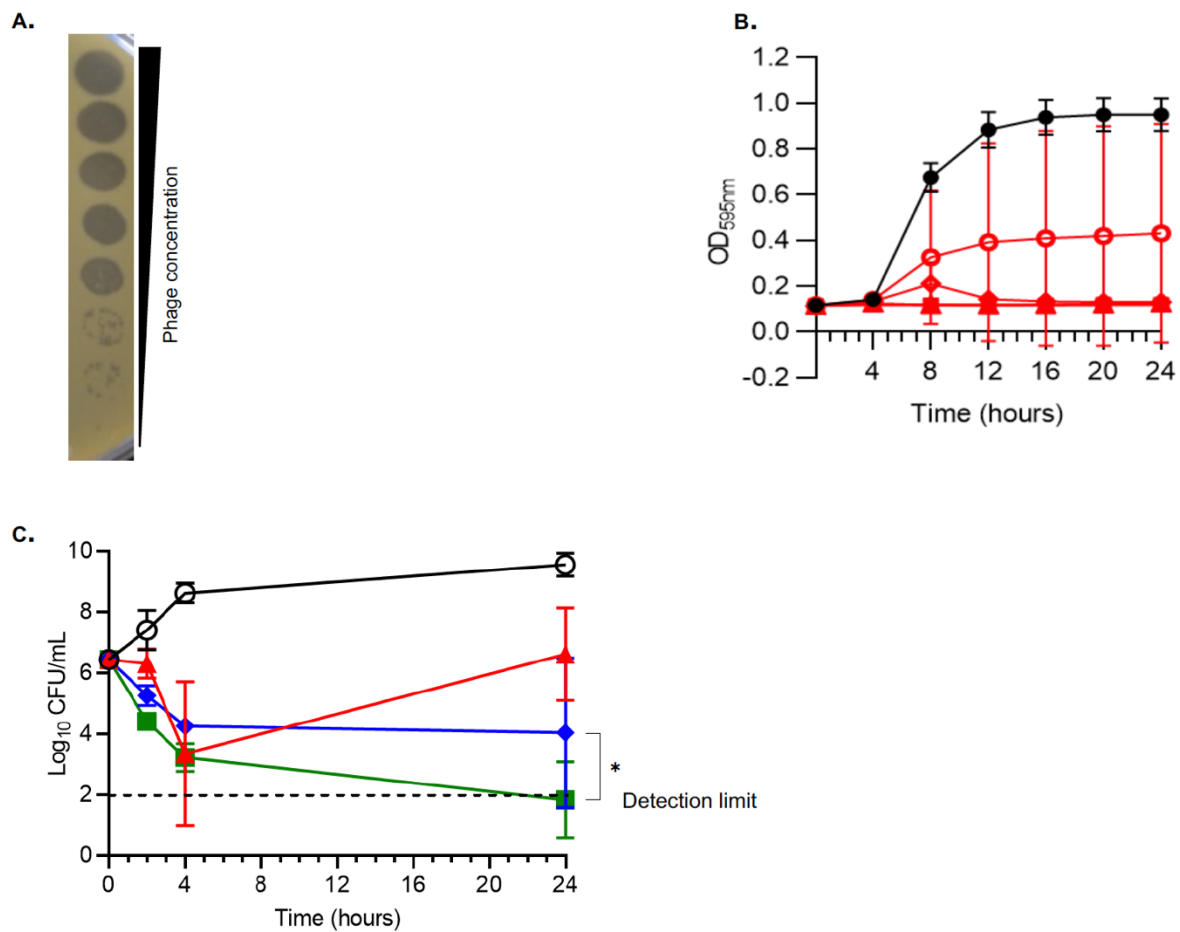 A.
Phage concentration
B.
OD595nm
1.2
1.0
0.8
0.6
0.4
0.2
0.0
-0.2
4 8 12 16 20 24
Time (hours)
C.
Log10 CFU/mL
10
8
6
4
2
0
0 4 8 12 16 20 24
Time (hours)
*
Detection limit